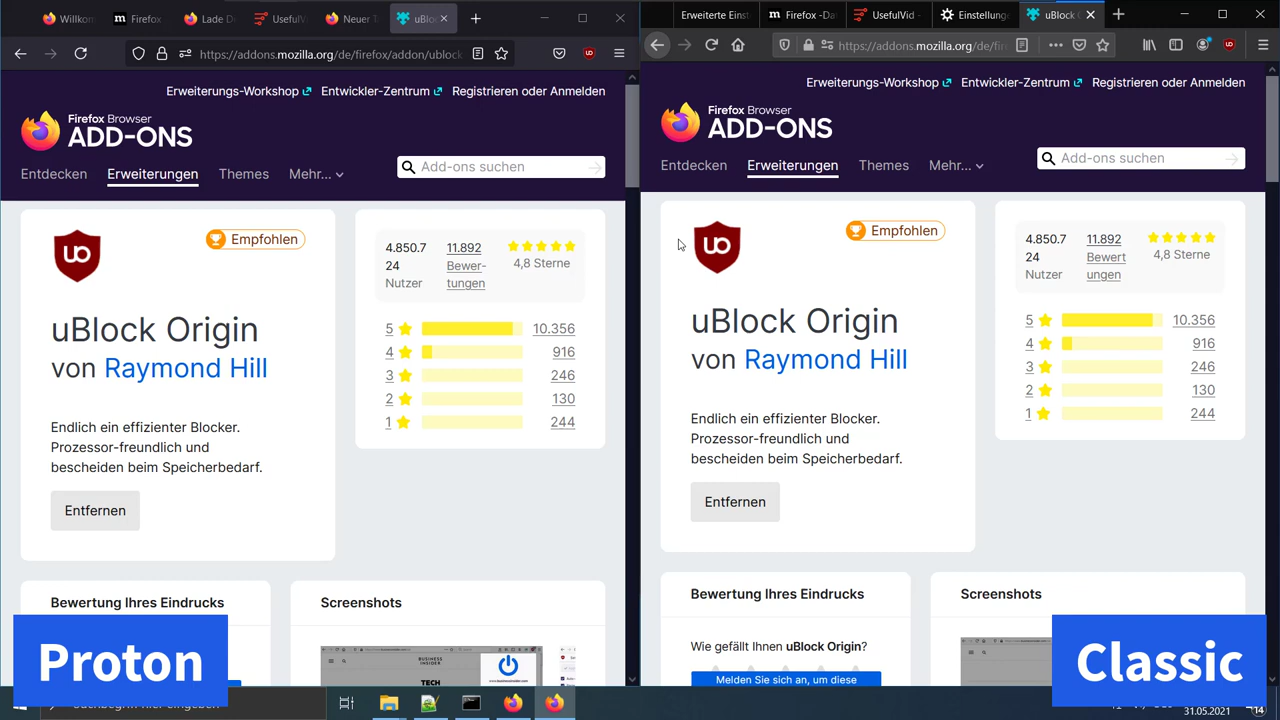 Willkom
Firefox
Lade D
UsefulV
Neuer T
uBlock
https://addons.mozilla.org/de/firefox/addon/ublock
Erweiterungs-Workshop
Entwickler-Zentrum
Registrieren oder Anmelden
Firefox Browser
ADD-ONS
Add-ons suchen
Entdecken
Erweiterungen
Themes
Mehr...
Empfohlen
uBlock Origin
von Raymond Hill
Endlich ein effizienter Blocker.
Prozessor-freundlich und
bescheiden beim Speicherbedarf.
Entfernen
4.850.7
24
Nutzer
11.892
Bewer-
tungen
4,8 Sterne
5 10.356
4 916
3 246
2 130
1 244
Bewertung Ihres Eindrucks
Screenshots
BUSINESS
INSIDER
TECH
Proton
Erweiterte Einst
Firefox -Da
UsefulVid -
Einstellung
uBlock O
https://addons.mozilla.org/de/fire
Erweiterungs-Workshop
Entwickler-Zentrum
Registrieren oder Anmelden
Firefox Browser
ADD-ONS
Add-ons suchen
Entdecken
Erweiterungen
Themes
Mehr...
uo
Empfohlen
uBlock Origin
von Raymond Hill
Endlich ein effizienter Blocker.
Prozessor-freundlich und
bescheiden beim Speicherbedarf.
Entfernen
4.850.7
24
Nutzer
11.892
Bewert
ungen
4,8 Sterne
5 10.356
4 916
3 246
2 130
1 244
Bewertung Ihres Eindrucks
Wie gefällt Ihnen uBlock Origin?
Melden Sie sich an, um diese
Screenshots
Classic
31.05.2021
14